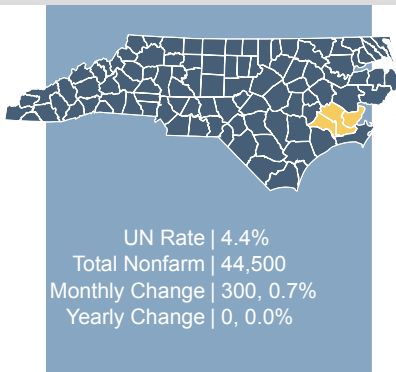 UN Rate | 4.4%
Total Nonfarm | 44,500
Monthly Change | 300, 0.7%
Yearly Change | 0, 0.0%